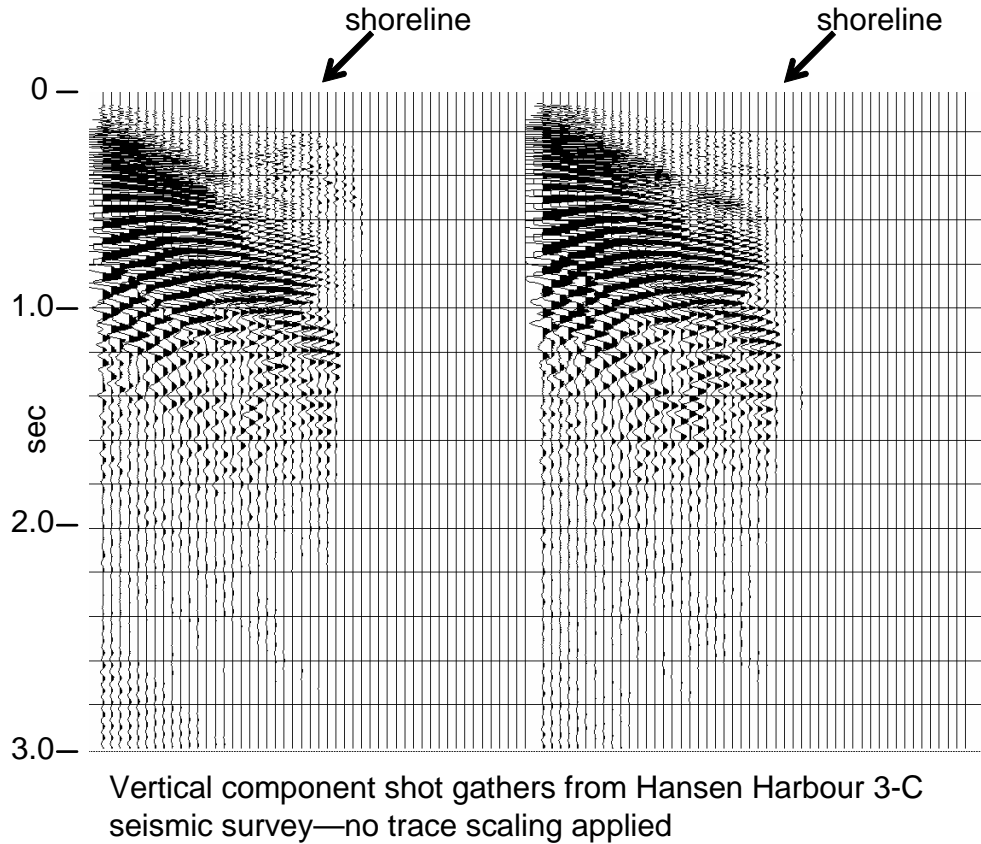 shoreline
shoreline
0
1.0
sec
2.0
3.0
Vertical component shot gathers from Hansen Harbour 3-C
seismic survey—no trace scaling applied